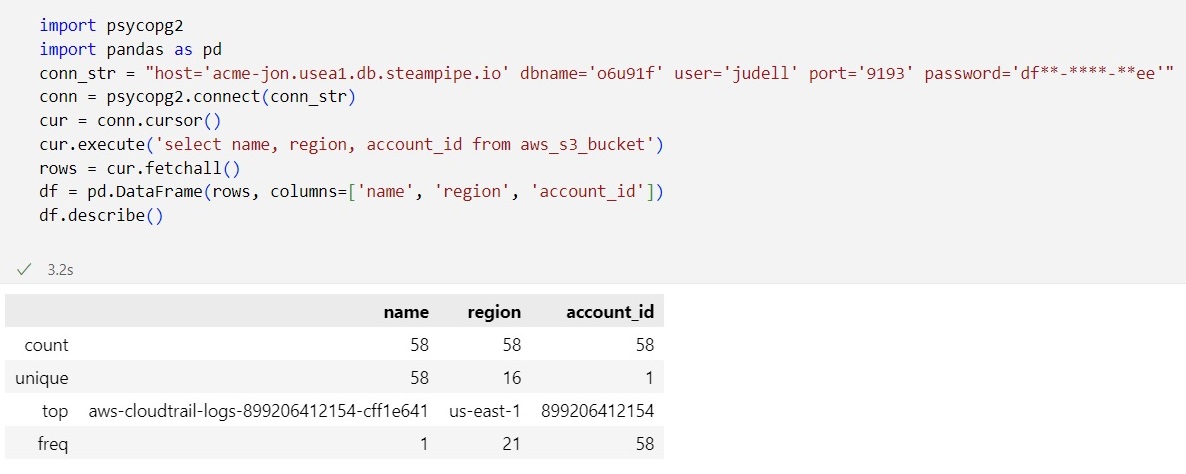 import psycopg2
import pandas as pd
conn_str = "host='acme-jon.usea1.db.steampipe.io' dbname='o6u91f' user='judell' port='9193' password='df**-****-**ee'"
conn = psycopg2.connect(conn_str)
cur = conn.cursor()
cur.execute('select name, region, account_id from aws_s3_bucket')
rows = cur.fetchall()
df = pd.DataFrame(rows, columns=['name', 'region', 'account_id'])
df.describe()
3.2s
name region account_id
count 58 58 58
unique 58 16 1
top aws-cloudtrail-logs-899206412154-cff1e641 us-east-1 899206412154
freq 1 21 58